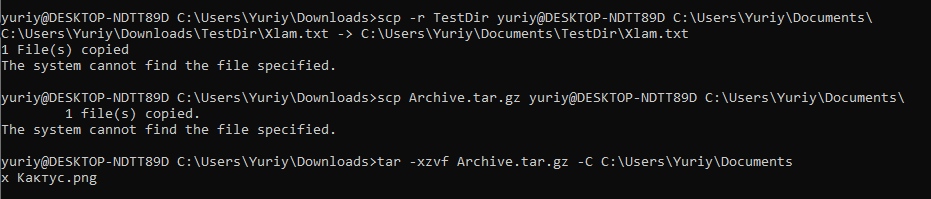 yuriy@DESKTOP-NDTT89D C:\Users\Yuriy\Downloads>scp -r TestDir yuriy@DESKTOP-NDTT89D C:\Users\Yuriy\Documents\
C:\Users\Yuriy\Downloads\TestDir\Xlam.txt -> C:\Users\Yuriy\Documents\TestDir\Xlam.txt
1 File(s) copied
The system cannot find the file specified.
yuriy@DESKTOP-NDTT89D C:\Users\Yuriy\Downloads>scp Archive.tar.gz yuriy@DESKTOP-NDTT89D C:\Users\Yuriy\Documents\
1 file(s) copied.
The system cannot find the file specified.
yuriy@DESKTOP-NDTT89D C:\Users\Yuriy\Downloads>tar -xzvf Archive.tar.gz -C C:\Users\Yuriy\Documents
x Кактус.png